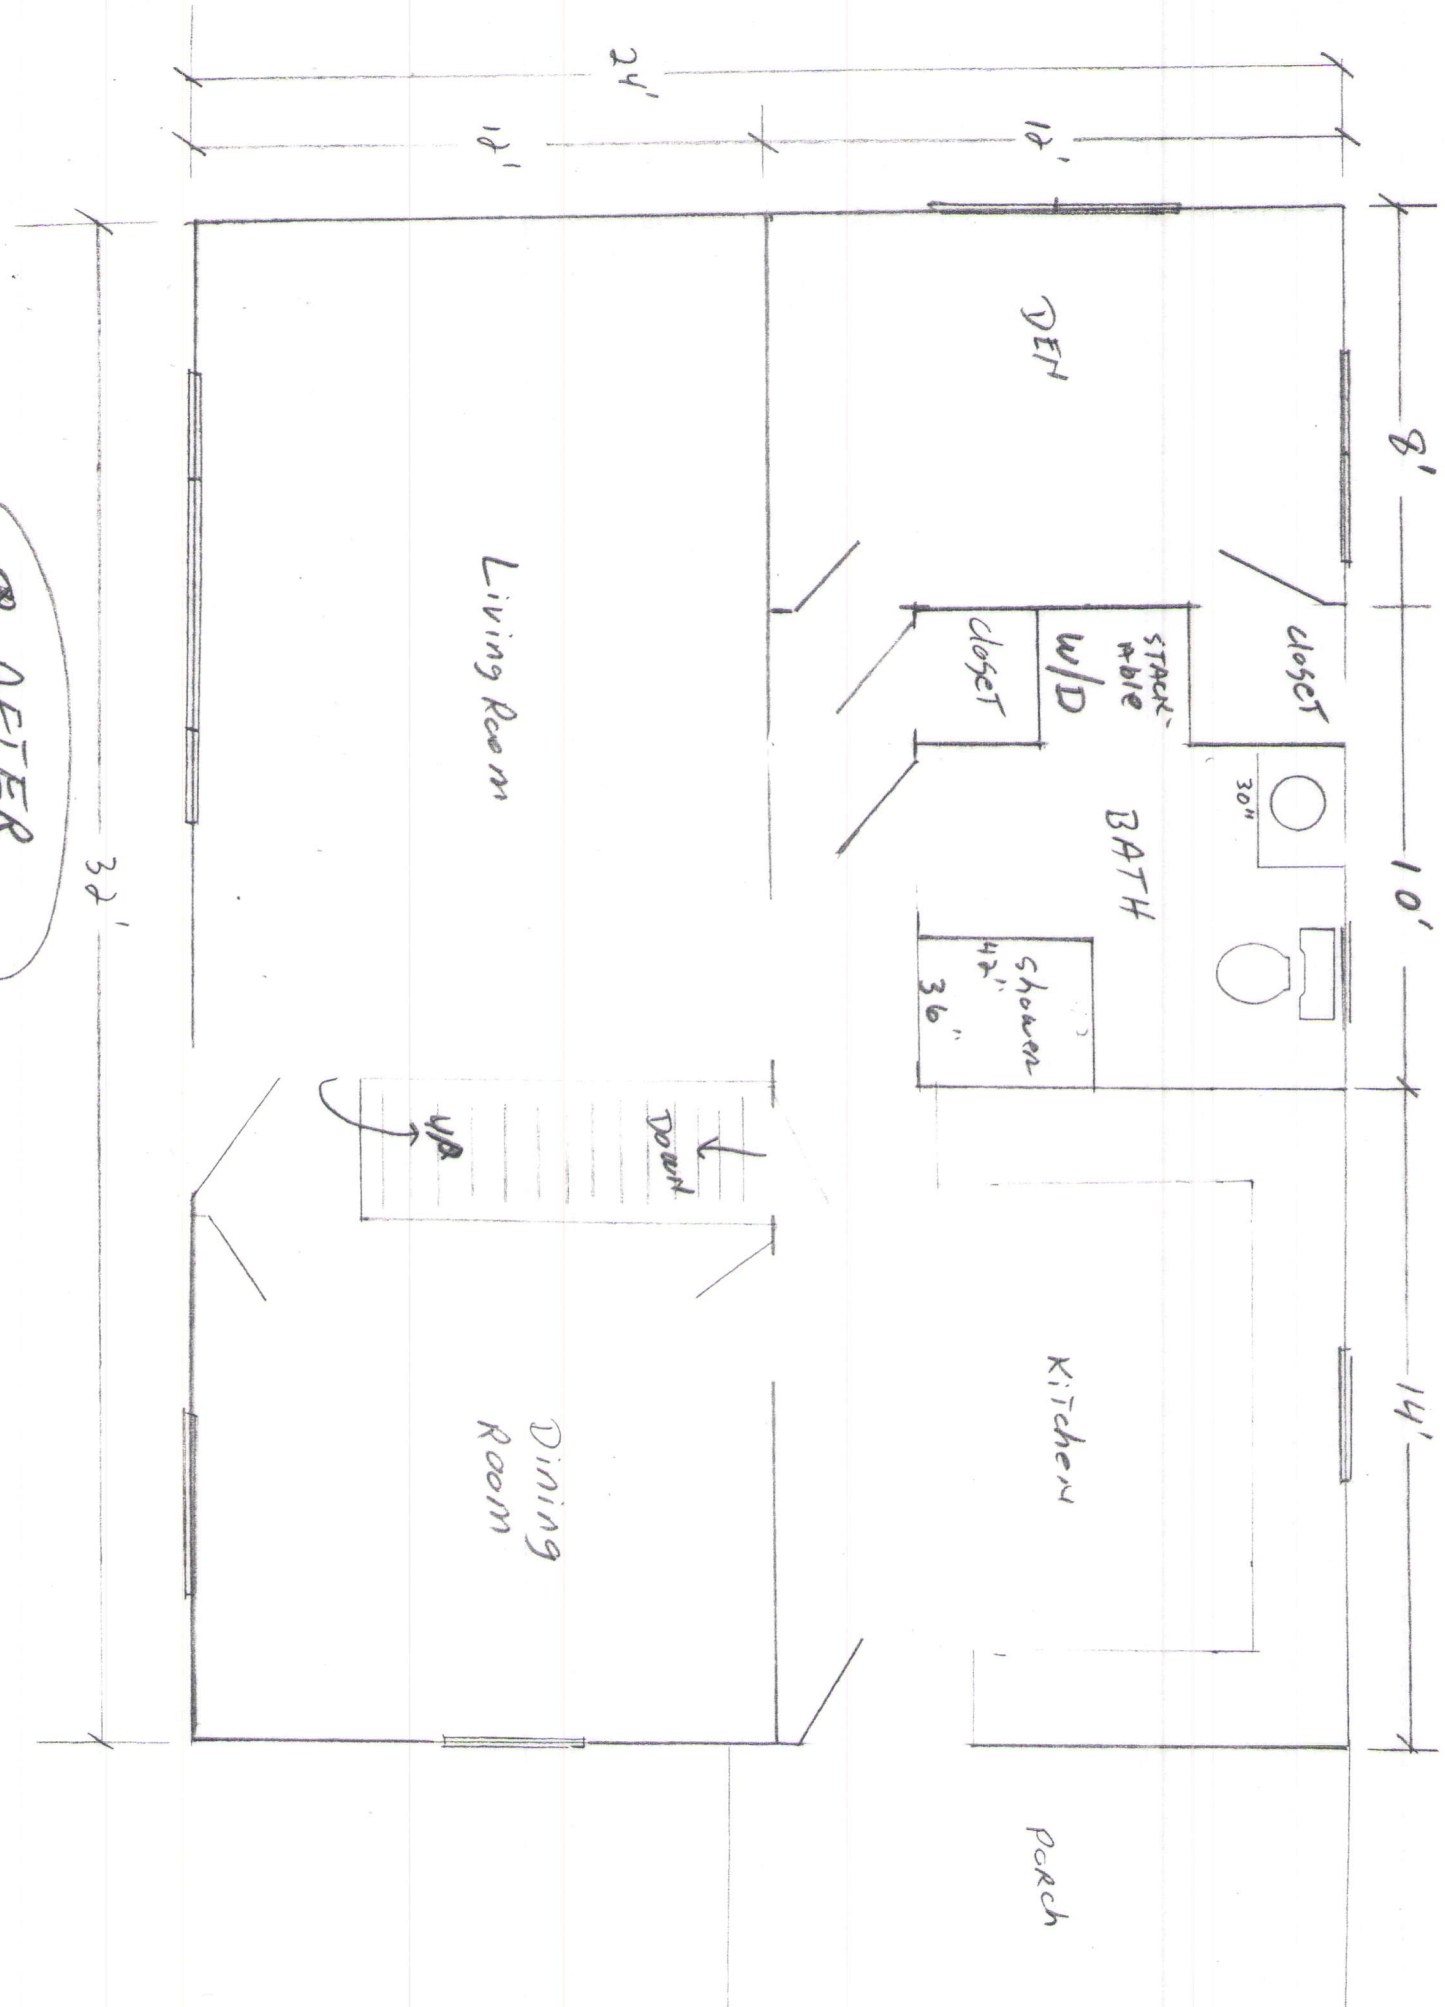 8'
10'
14'
closet
30"
STACK-
Able
W/D
BATH
12'
DEN
closet
shower
42"
36"
Kitchen
Porch
24'
DOWN
Dining
Room
12'
Living Room
UP
32'
AFTER